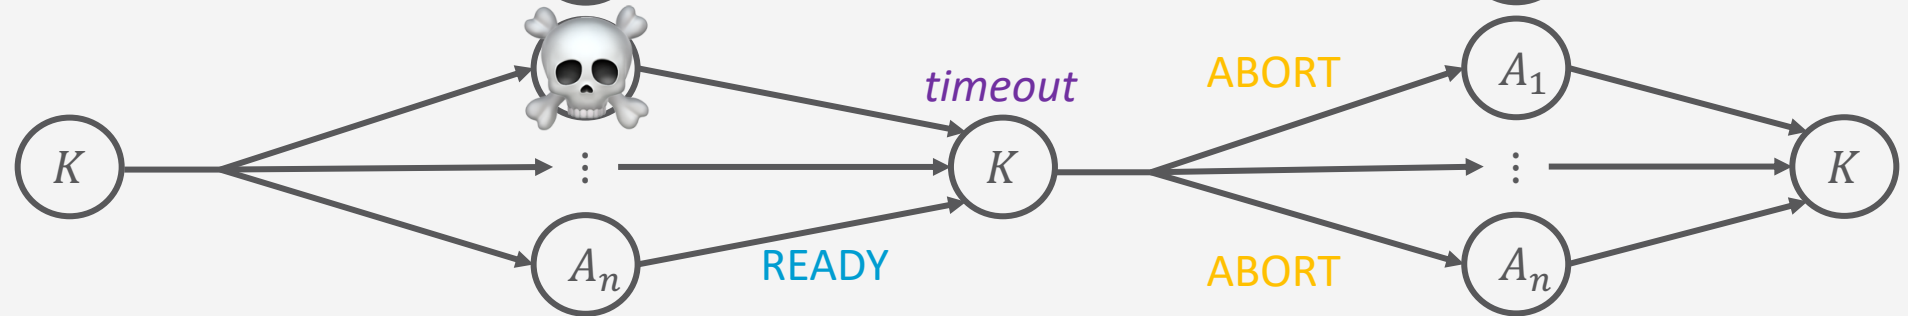 ABORT
A₁
timeout
K
⋮
K
⋮
K
Aₙ
READY
ABORT
Aₙ